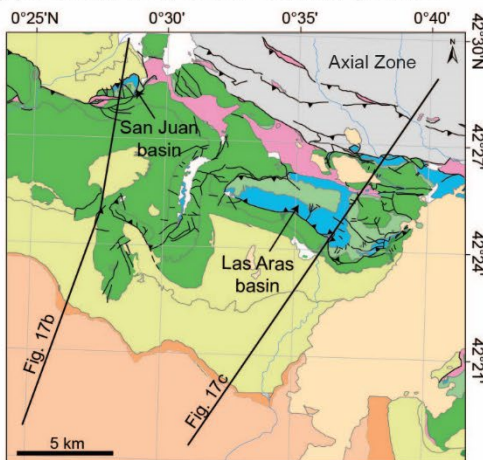 0°25'N 0°30' 0°35' 0°40'
42°30'N
N
Axial Zone
San Juan
basin
42°27'
Las Aras
basin
42°24'
Fig. 17b
Fig. 17c
42°21'
5 km